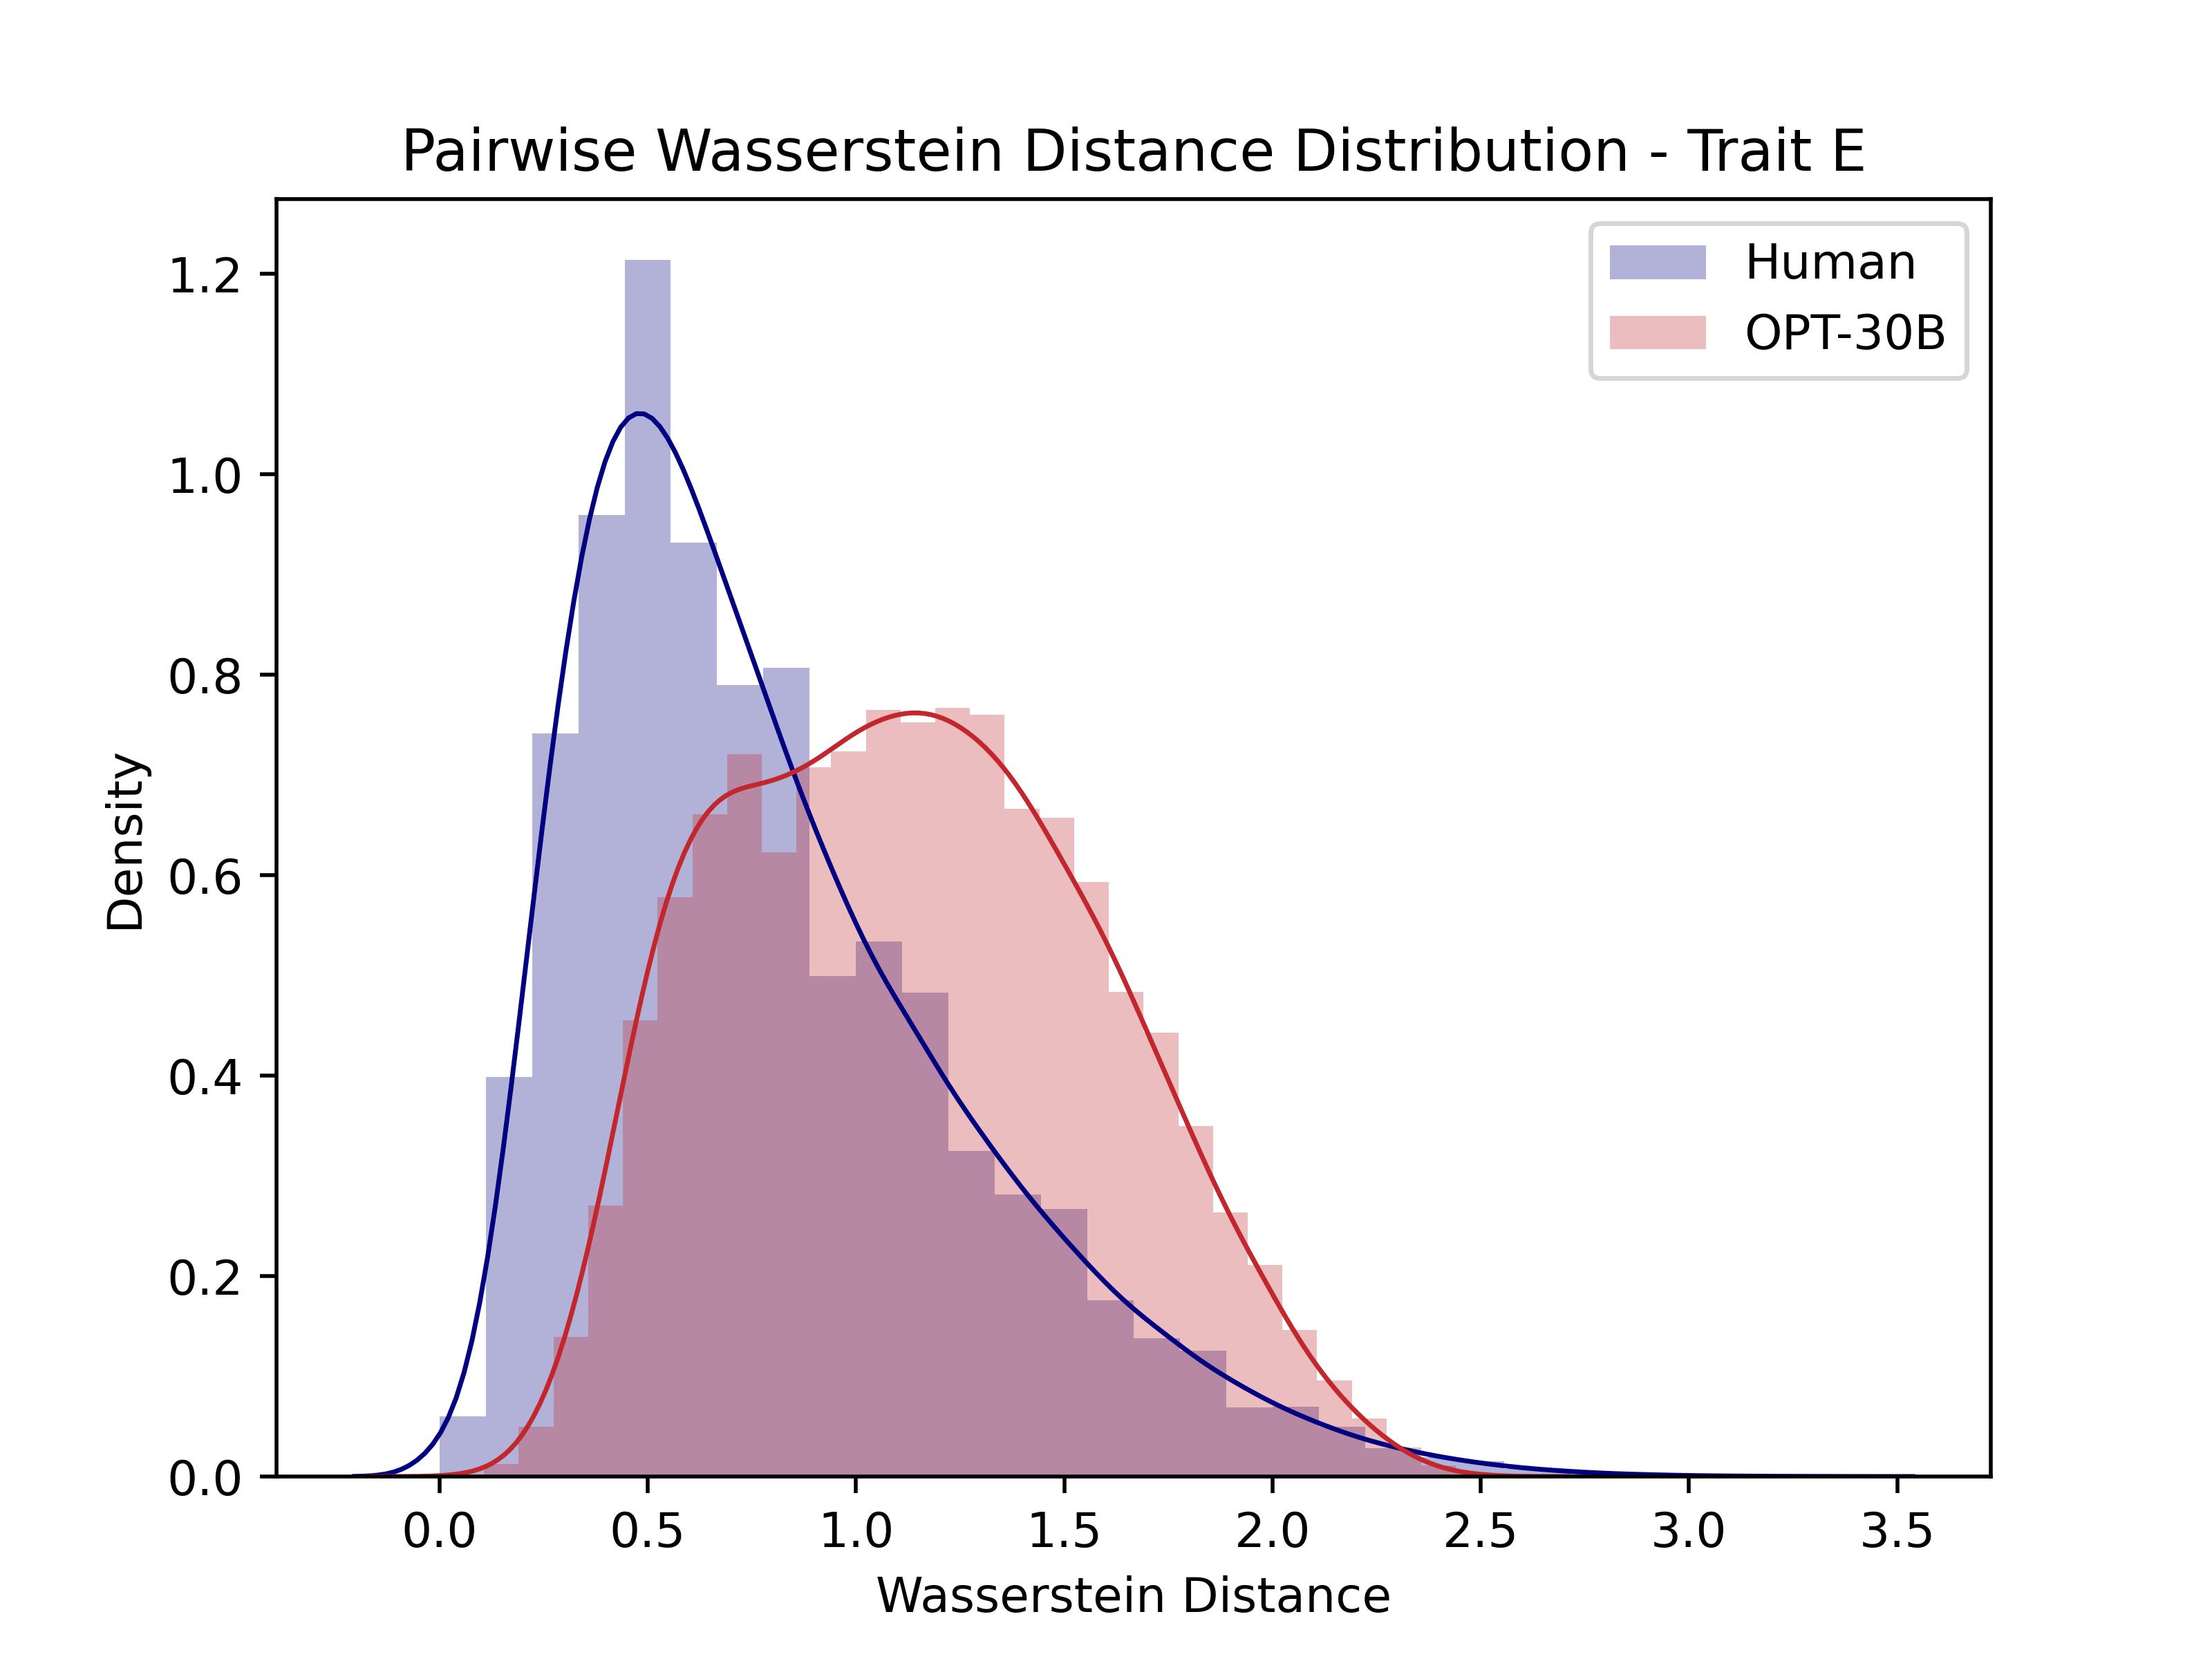 Pairwise Wasserstein Distance Distribution - Trait E
Human
OPT-30B
Density
1.2
1.0
0.8
0.6
0.4
0.2
0.0
0.0 0.5 1.0 1.5 2.0 2.5 3.0 3.5
Wasserstein Distance